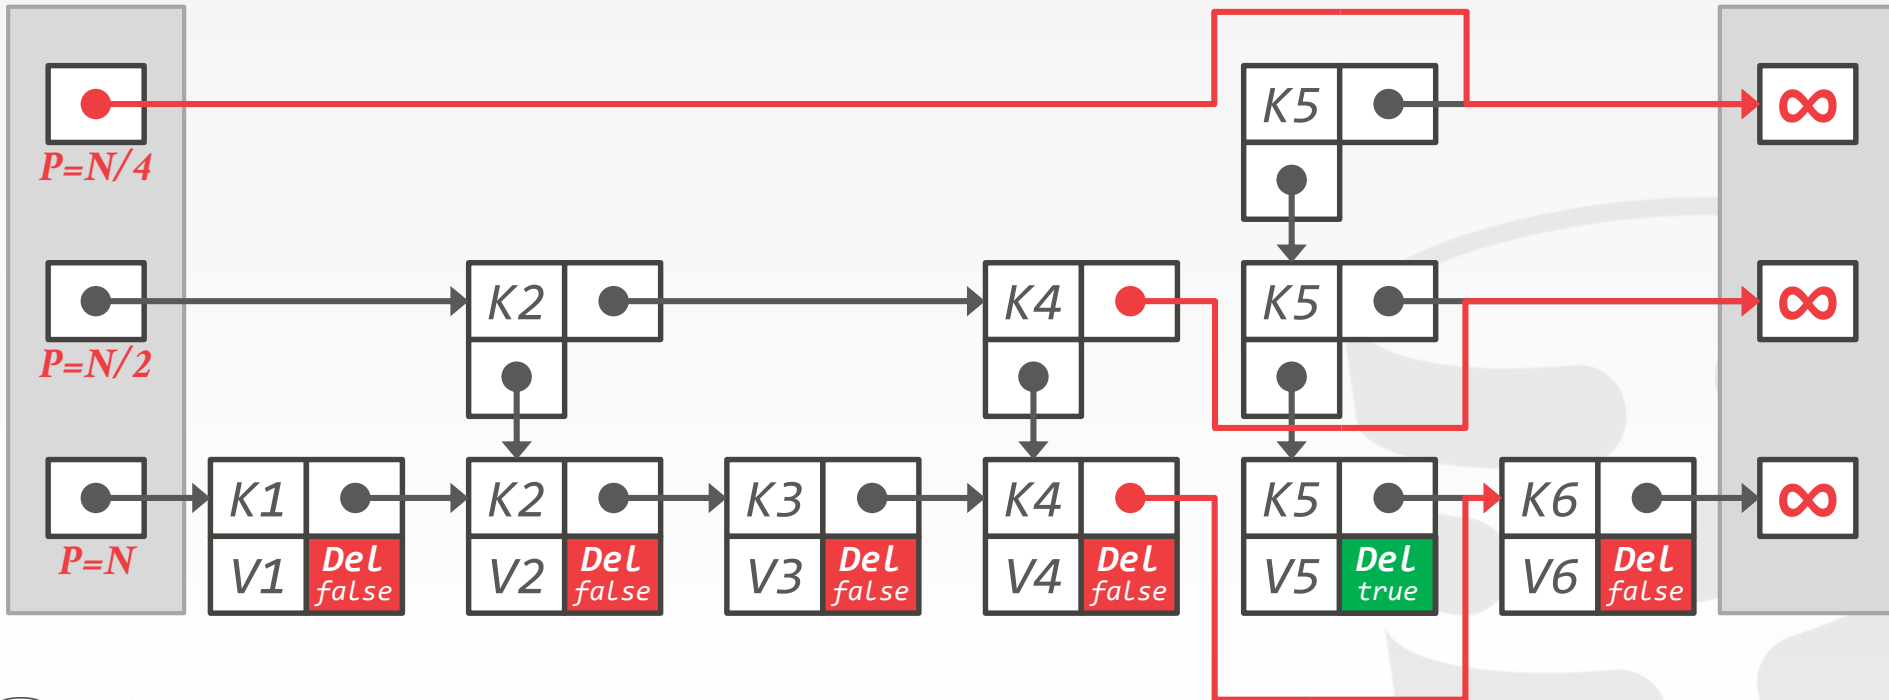 K5 ∞
P=N/4
K2 K4 K5 ∞
P=N/2
K1 K2 K3 K4 K5 K6 ∞
P=N
V1 Del false V2 Del false V3 Del false V4 Del false V5 Del true V6 Del false